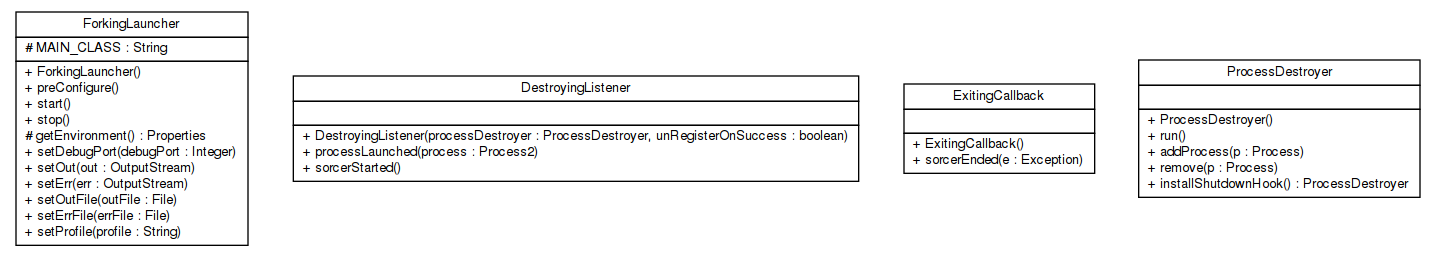 ForkingLauncher
# MAIN_CLASS : String
+ ForkingLauncher()
+ preConfigure()
+ start()
+ stop()
# getEnvironment() : Properties
+ setDebugPort(debugPort : Integer)
+ setOut(out : OutputStream)
+ setErr(err : OutputStream)
+ setOutFile(outFile : File)
+ setErrFile(errFile : File)
+ setProfile(profile : String)
DestroyingListener
+ DestroyingListener(processDestroyer : ProcessDestroyer, unRegisterOnSuccess : boolean)
+ processLaunched(process : Process2)
+ sorcerStarted()
ExitingCallback
+ ExitingCallback()
+ sorcerEnded(e : Exception)
ProcessDestroyer
+ ProcessDestroyer()
+ run()
+ addProcess(p : Process)
+ remove(p : Process)
+ installShutdownHook() : ProcessDestroyer